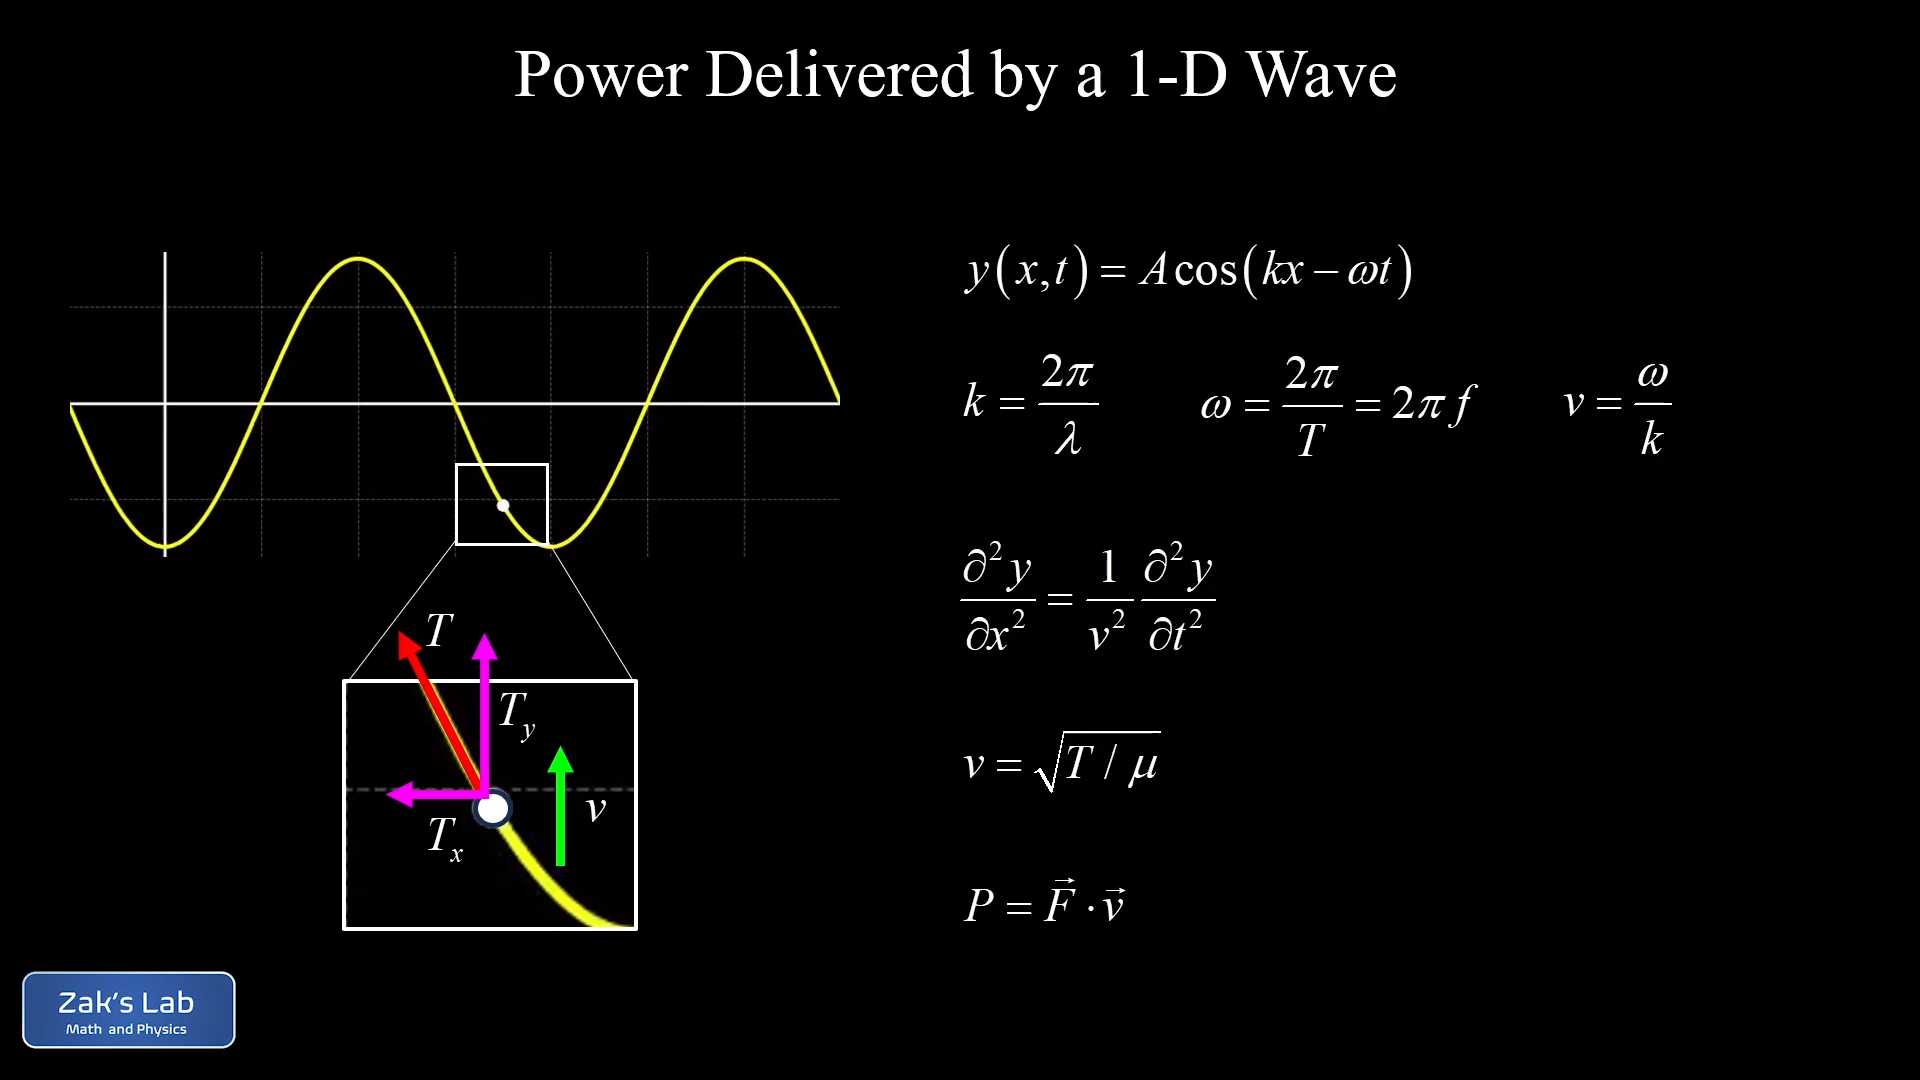 Power Delivered by a 1-D Wave
y(x,t) = A cos(kx − ωt)
k = 2π/λ   ω = 2π/T = 2πf   v = ω/k
∂²y/∂x² = 1/v² ∂²y/∂t²
v = √(T / μ)
P = F⃗ · v⃗
T
T_y
v
T_x
Zak's Lab
Math and Physics